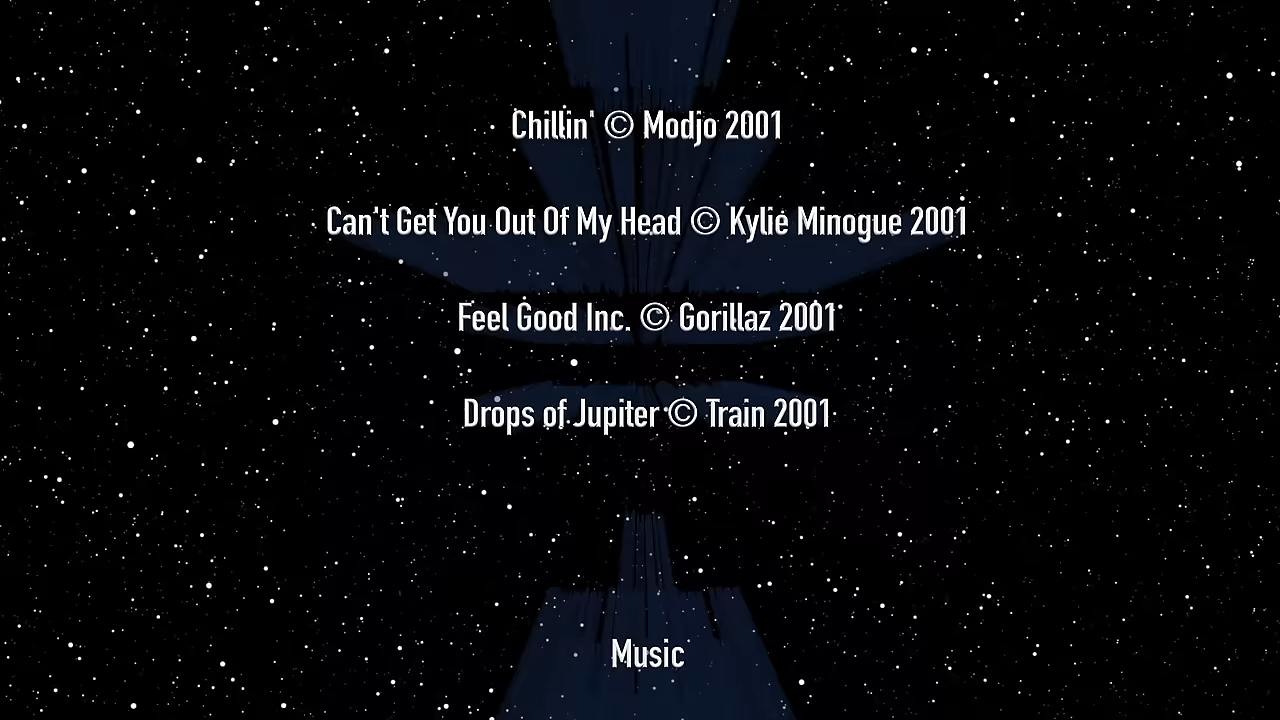 Chillin' © Modjo 2001
Can't Get You Out Of My Head © Kylie Minogue 2001
Feel Good Inc. © Gorillaz 2001
Drops of Jupiter © Train 2001
Music